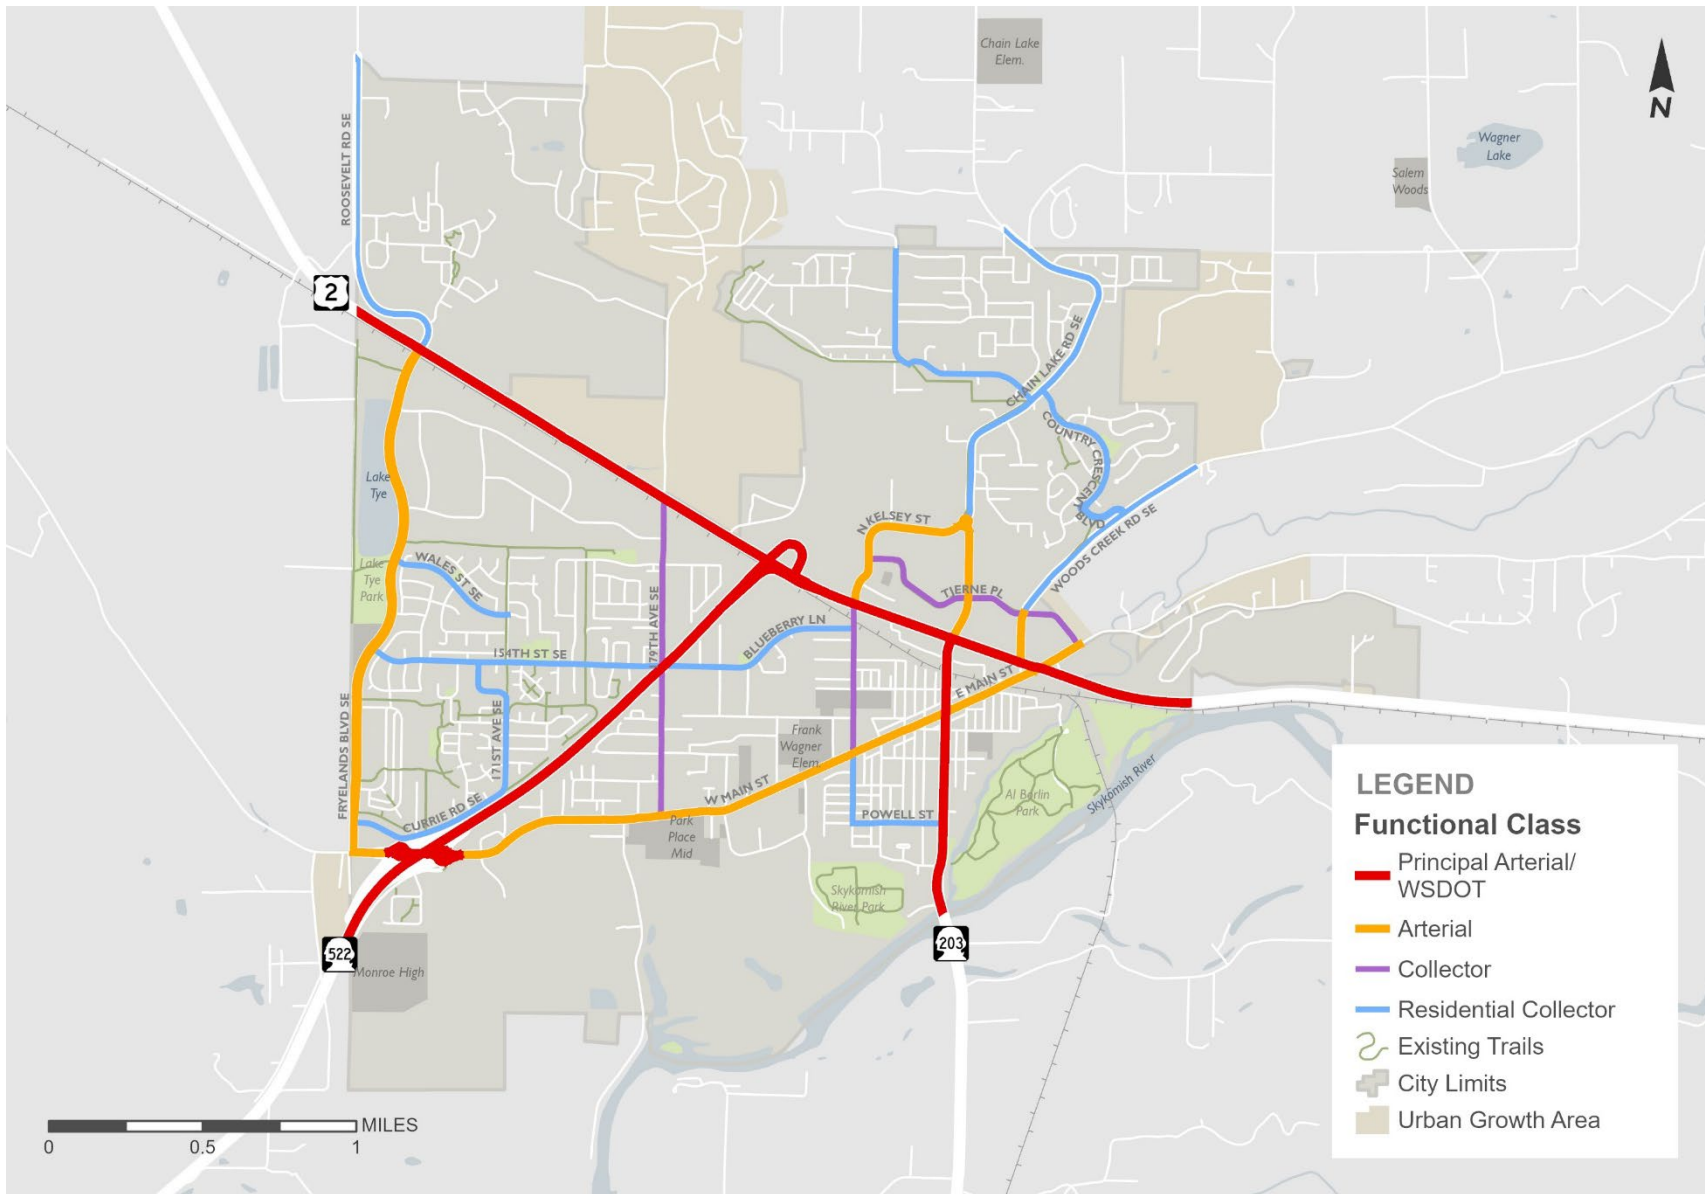 Chain Lake
Elem.
N
Wagner
Lake
Salem
Woods
ROOSEVELT RD SE
2
CHAIN LAKE RD SE
COUNTRY CRESCENT
BLVD
Lake
Tye
N KELSEY ST
WOODS CREEK RD SE
Lake
Tye
Park
WALES ST SE
TJERNE PL
179TH AVE SE
BLUEBERRY LN
154TH ST SE
E MAIN ST
FRYELANDS BLVD SE
171ST AVE SE
Frank
Wagner
Elem.
W MAIN ST
CURRIE RD SE
POWELL ST
Al Borlin
Park
Skykomish River
Park
Place
Mid
Skykomish
River Park
522
Monroe High
203
LEGEND
Functional Class
Principal Arterial/
WSDOT
Arterial
Collector
Residential Collector
Existing Trails
City Limits
Urban Growth Area
MILES
0
0.5
1